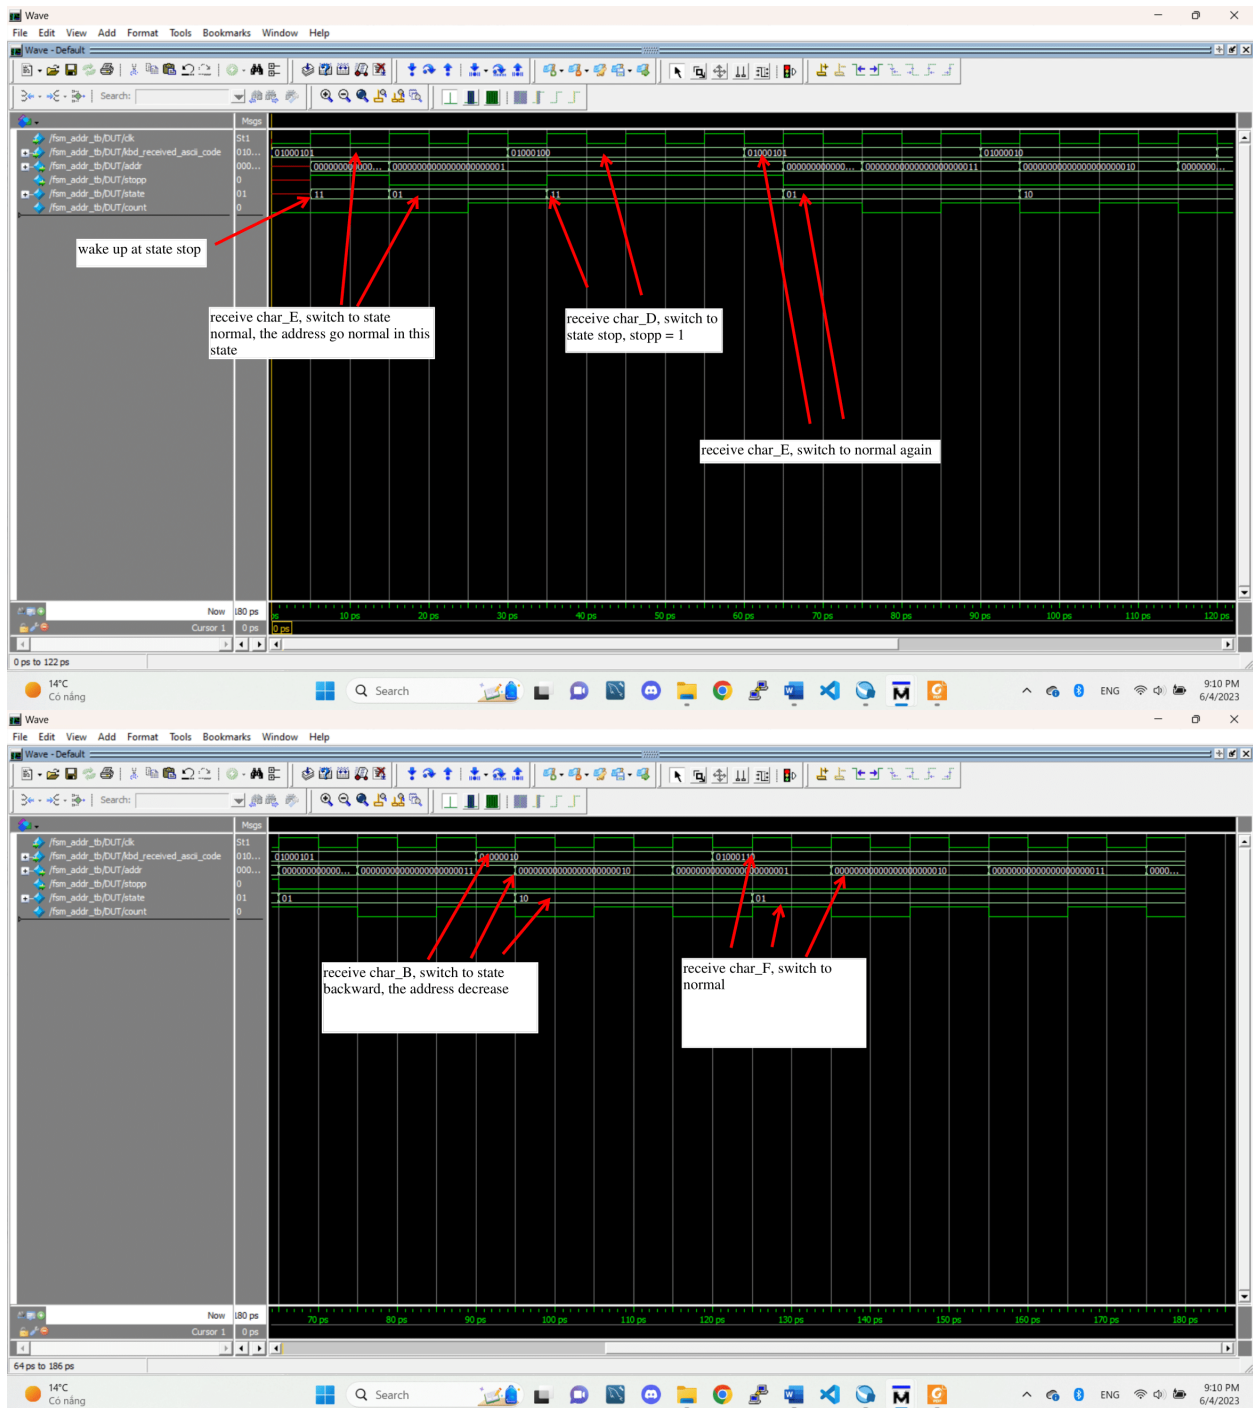 Wave
File Edit View Add Format Tools Bookmarks Window Help
Wave - Default
Search:
Msgs
/fsm_addr_tb/DUT/clk St1
/fsm_addr_tb/DUT/kbd_received_ascii_code 010... 01000101 01000100 01000101 01000010
/fsm_addr_tb/DUT/addr 000...
/fsm_addr_tb/DUT/stopp 0
/fsm_addr_tb/DUT/state 01 11 01 11 01 10
/fsm_addr_tb/DUT/count 0
wake up at state stop
receive char_E, switch to state
normal, the address go normal in this
state
receive char_D, switch to
state stop, stopp = 1
receive char_E, switch to normal again
Now 180 ps
10 ps 20 ps 30 ps 40 ps 50 ps 60 ps 70 ps 80 ps 90 ps 100 ps 110 ps 120 ps
Cursor 1 0 ps 0 ps
0 ps to 122 ps
14°C
Có nắng
Search
ENG
9:10 PM
6/4/2023
Wave
File Edit View Add Format Tools Bookmarks Window Help
Wave - Default
Search:
Msgs
/fsm_addr_tb/DUT/clk St1
/fsm_addr_tb/DUT/kbd_received_ascii_code 010... 01000101
/fsm_addr_tb/DUT/addr 000...
/fsm_addr_tb/DUT/stopp 0
/fsm_addr_tb/DUT/state 01 01 10 01
/fsm_addr_tb/DUT/count 0
receive char_B, switch to state
backward, the address decrease
receive char_F, switch to
normal
Now 180 ps
70 ps 80 ps 90 ps 100 ps 110 ps 120 ps 130 ps 140 ps 150 ps 160 ps 170 ps 180 ps
Cursor 1 0 ps
64 ps to 186 ps
14°C
Có nắng
Search
ENG
9:10 PM
6/4/2023